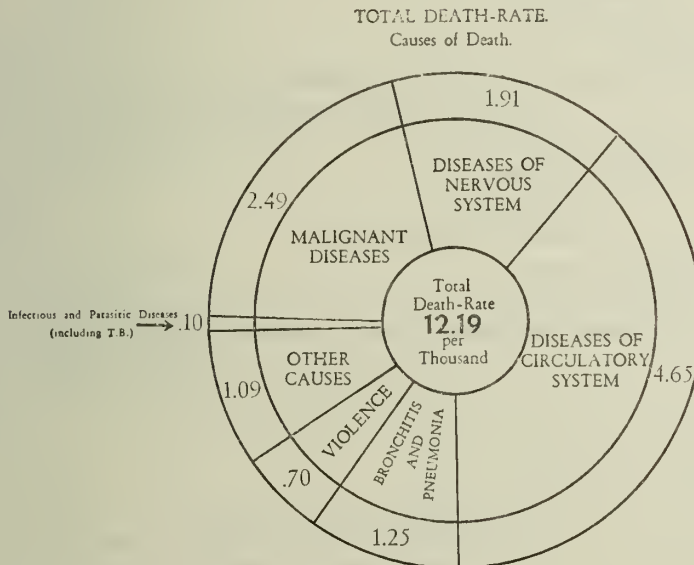 TOTAL DEATH-RATE.
Causes of Death.
1.91
DISEASES OF
NERVOUS
SYSTEM
2.49
MALIGNANT
DISEASES
Total
Death-Rate
12.19
per
Thousand
Infectious and Parasitic Diseases
(including T.B.)
.10
DISEASES OF
CIRCULATORY
SYSTEM
4.65
OTHER
CAUSES
1.09
VIOLENCE
.70
BRONCHITIS
AND
PNEUMONIA
1.25